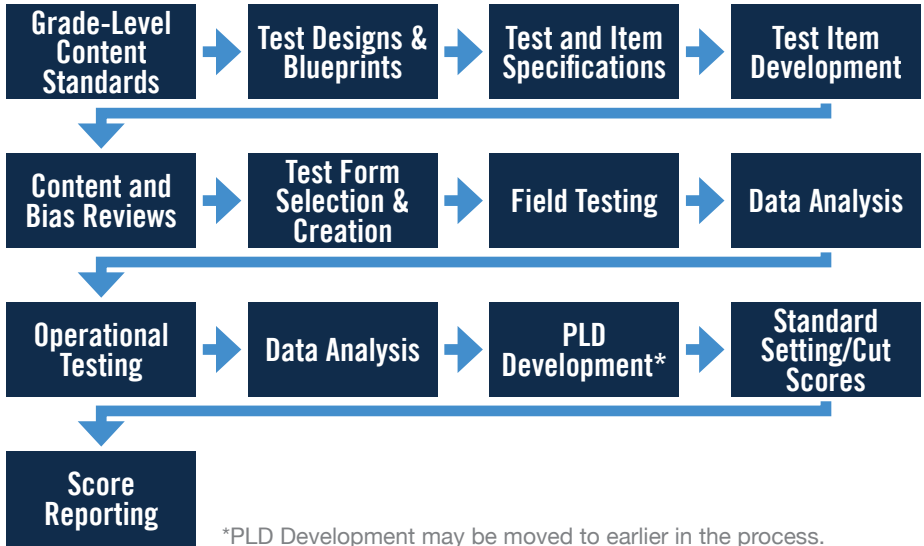 Grade-Level
Content
Standards
Test Designs &
Blueprints
Test and Item
Specifications
Test Item
Development
Content and
Bias Reviews
Test Form
Selection &
Creation
Field Testing
Data Analysis
Operational
Testing
Data Analysis
PLD
Development*
Standard
Setting/Cut
Scores
Score
Reporting
*PLD Development may be moved to earlier in the process.